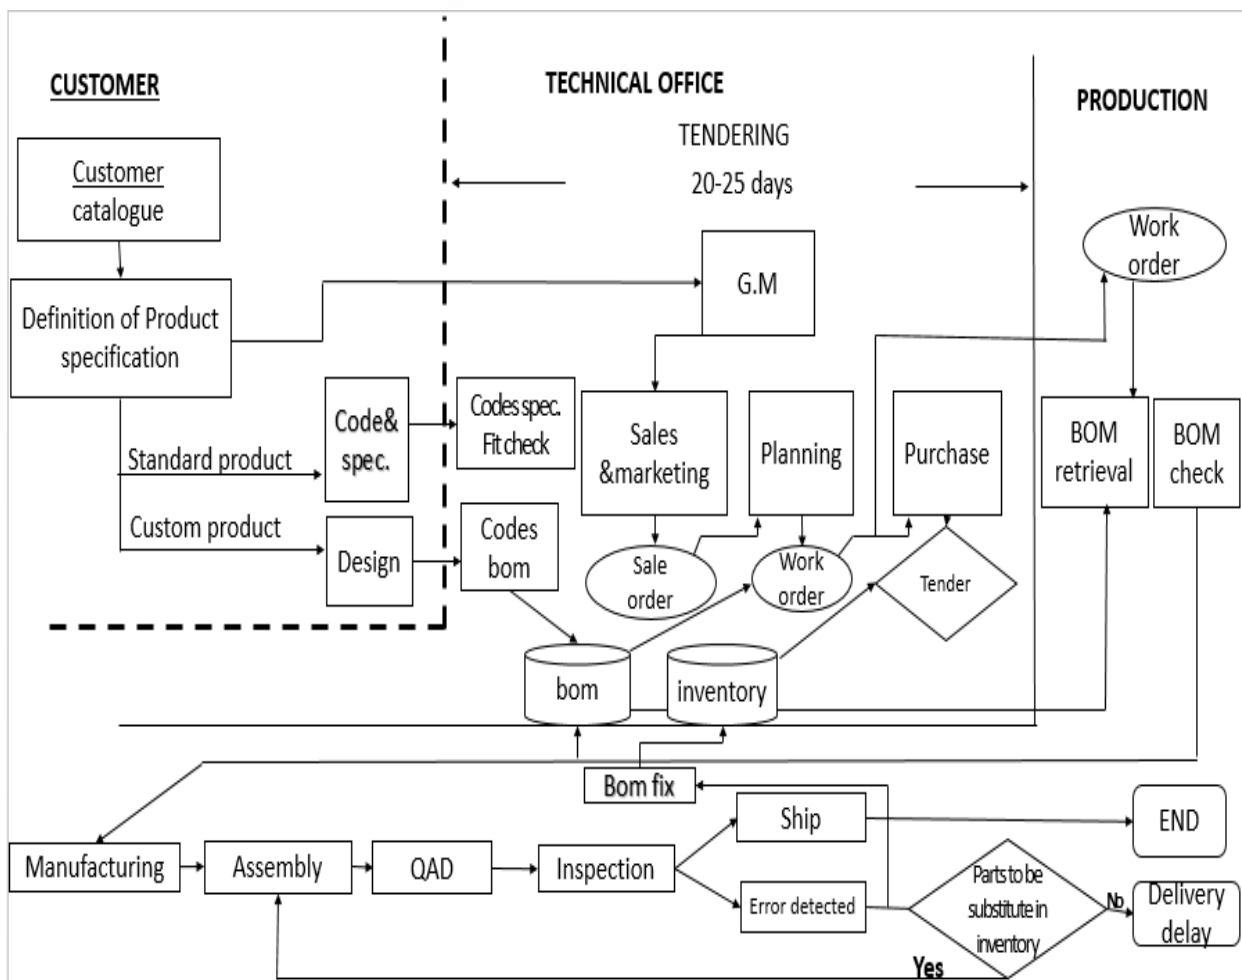 CUSTOMER
TECHNICAL OFFICE
PRODUCTION
TENDERING
20-25 days
Customer
catalogue
Work
order
G.M
Definition of Product
specification
Code&
spec.
Codes spec.
Fit check
Sales
&marketing
Planning
Purchase
BOM
retrieval
BOM
check
Standard product
Custom product
Design
Codes
bom
Sale
order
Work
order
Tender
bom
inventory
Bom fix
Ship
END
Manufacturing
Assembly
QAD
Inspection
Error detected
Parts to be
substitute in
inventory
No
Delivery
delay
Yes